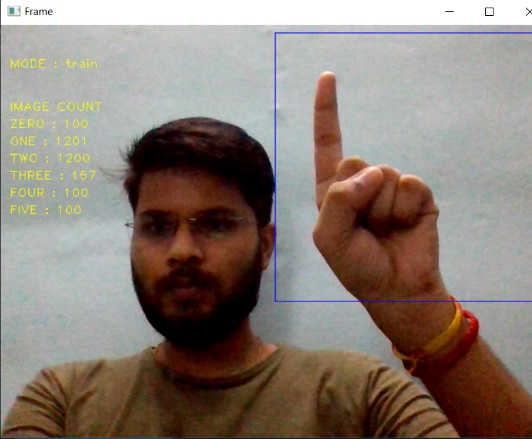 Frame
MODE : train
IMAGE COUNT
ZERO : 100
ONE : 1201
TWO : 1200
THREE : 157
FOUR : 100
FIVE : 100